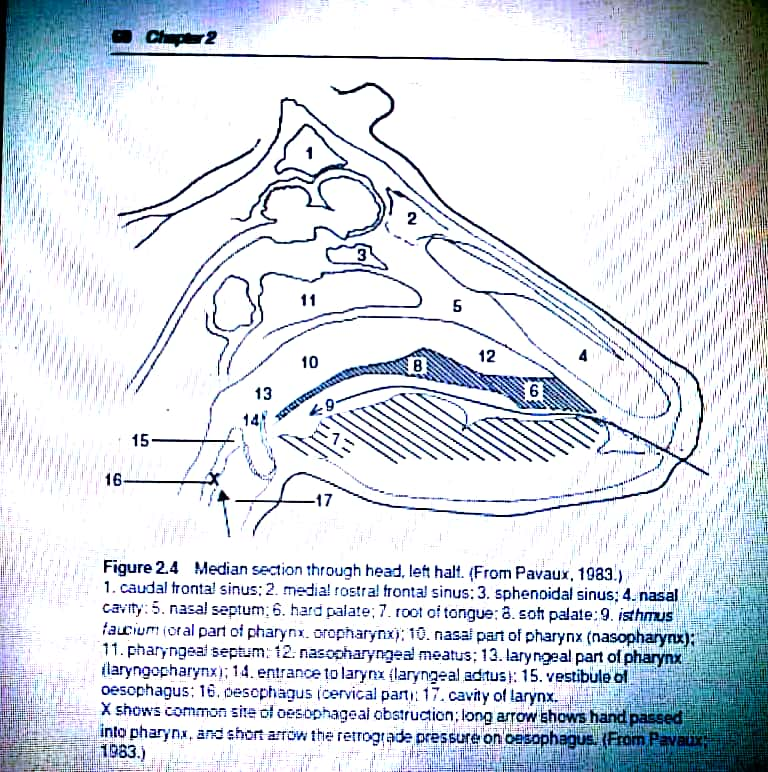 Chapter 2
1
2
3
11
5
10
12
4
8
6
13
9
14
7
15
16
X
17
Figure 2.4 Median section through head, left half. (From Pavaux, 1983.)
1. caudal frontal sinus; 2. medial rostral frontal sinus; 3. sphenoidal sinus; 4. nasal
cavity; 5. nasal septum; 6. hard palate; 7. root of tongue; 8. soft palate; 9. isthmus
faucium (oral part of pharynx, oropharynx); 10. nasal part of pharynx (nasopharynx);
11. pharyngeal septum; 12. nasopharyngeal meatus; 13. laryngeal part of pharynx
(laryngopharynx); 14. entrance to larynx (laryngeal aditus); 15. vestibule of
oesophagus; 16. oesophagus (cervical part); 17. cavity of larynx.
X shows common site of oesophageal obstruction; long arrow shows hand passed
into pharynx, and short arrow the retrograde pressure on oesophagus. (From Pavaux,
1983.)